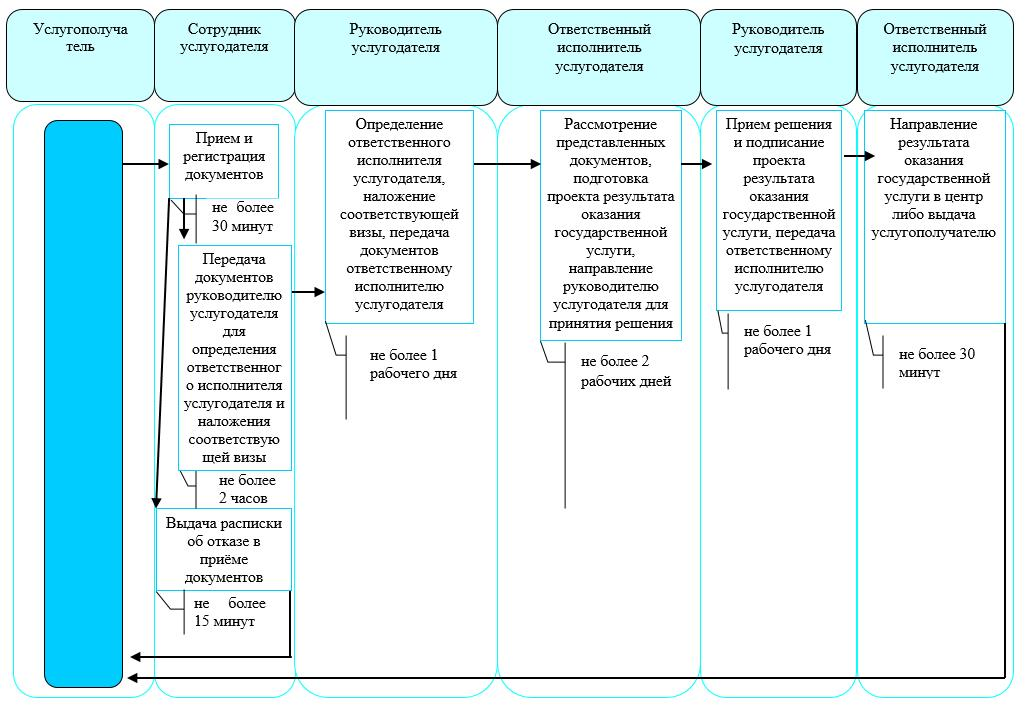 Услугополуча
тель
Сотрудник
услугодателя
Руководитель
услугодателя
Ответственный
исполнитель
услугодателя
Руководитель
услугодателя
Ответственный
исполнитель
услугодателя
Прием и
регистрация
документов
не более
30 минут
Передача
документов
руководителю
услугодателя
для
определения
ответственног
о исполнителя
услугодателя и
наложения
соответствую
щей визы
не более
2 часов
Выдача расписки
об отказе в
приёме
документов
не более
15 минут
Определение
ответственного
исполнителя
услугодателя,
наложение
соответствующей
визы, передача
документов
ответственному
исполнителю
услугодателя
не более 1
рабочего дня
Рассмотрение
представленных
документов,
подготовка
проекта результата
оказания
государственной
услуги,
направление
руководителю
услугодателя для
принятия решения
не более 2
рабочих дней
Прием решения
и подписание
проекта
результата
оказания
государственной
услуги, передача
ответственному
исполнителю
услугодателя
не более 1
рабочего дня
Направление
результата
оказания
государственной
услуги в центр
либо выдача
услугополучателю
не более 30
минут